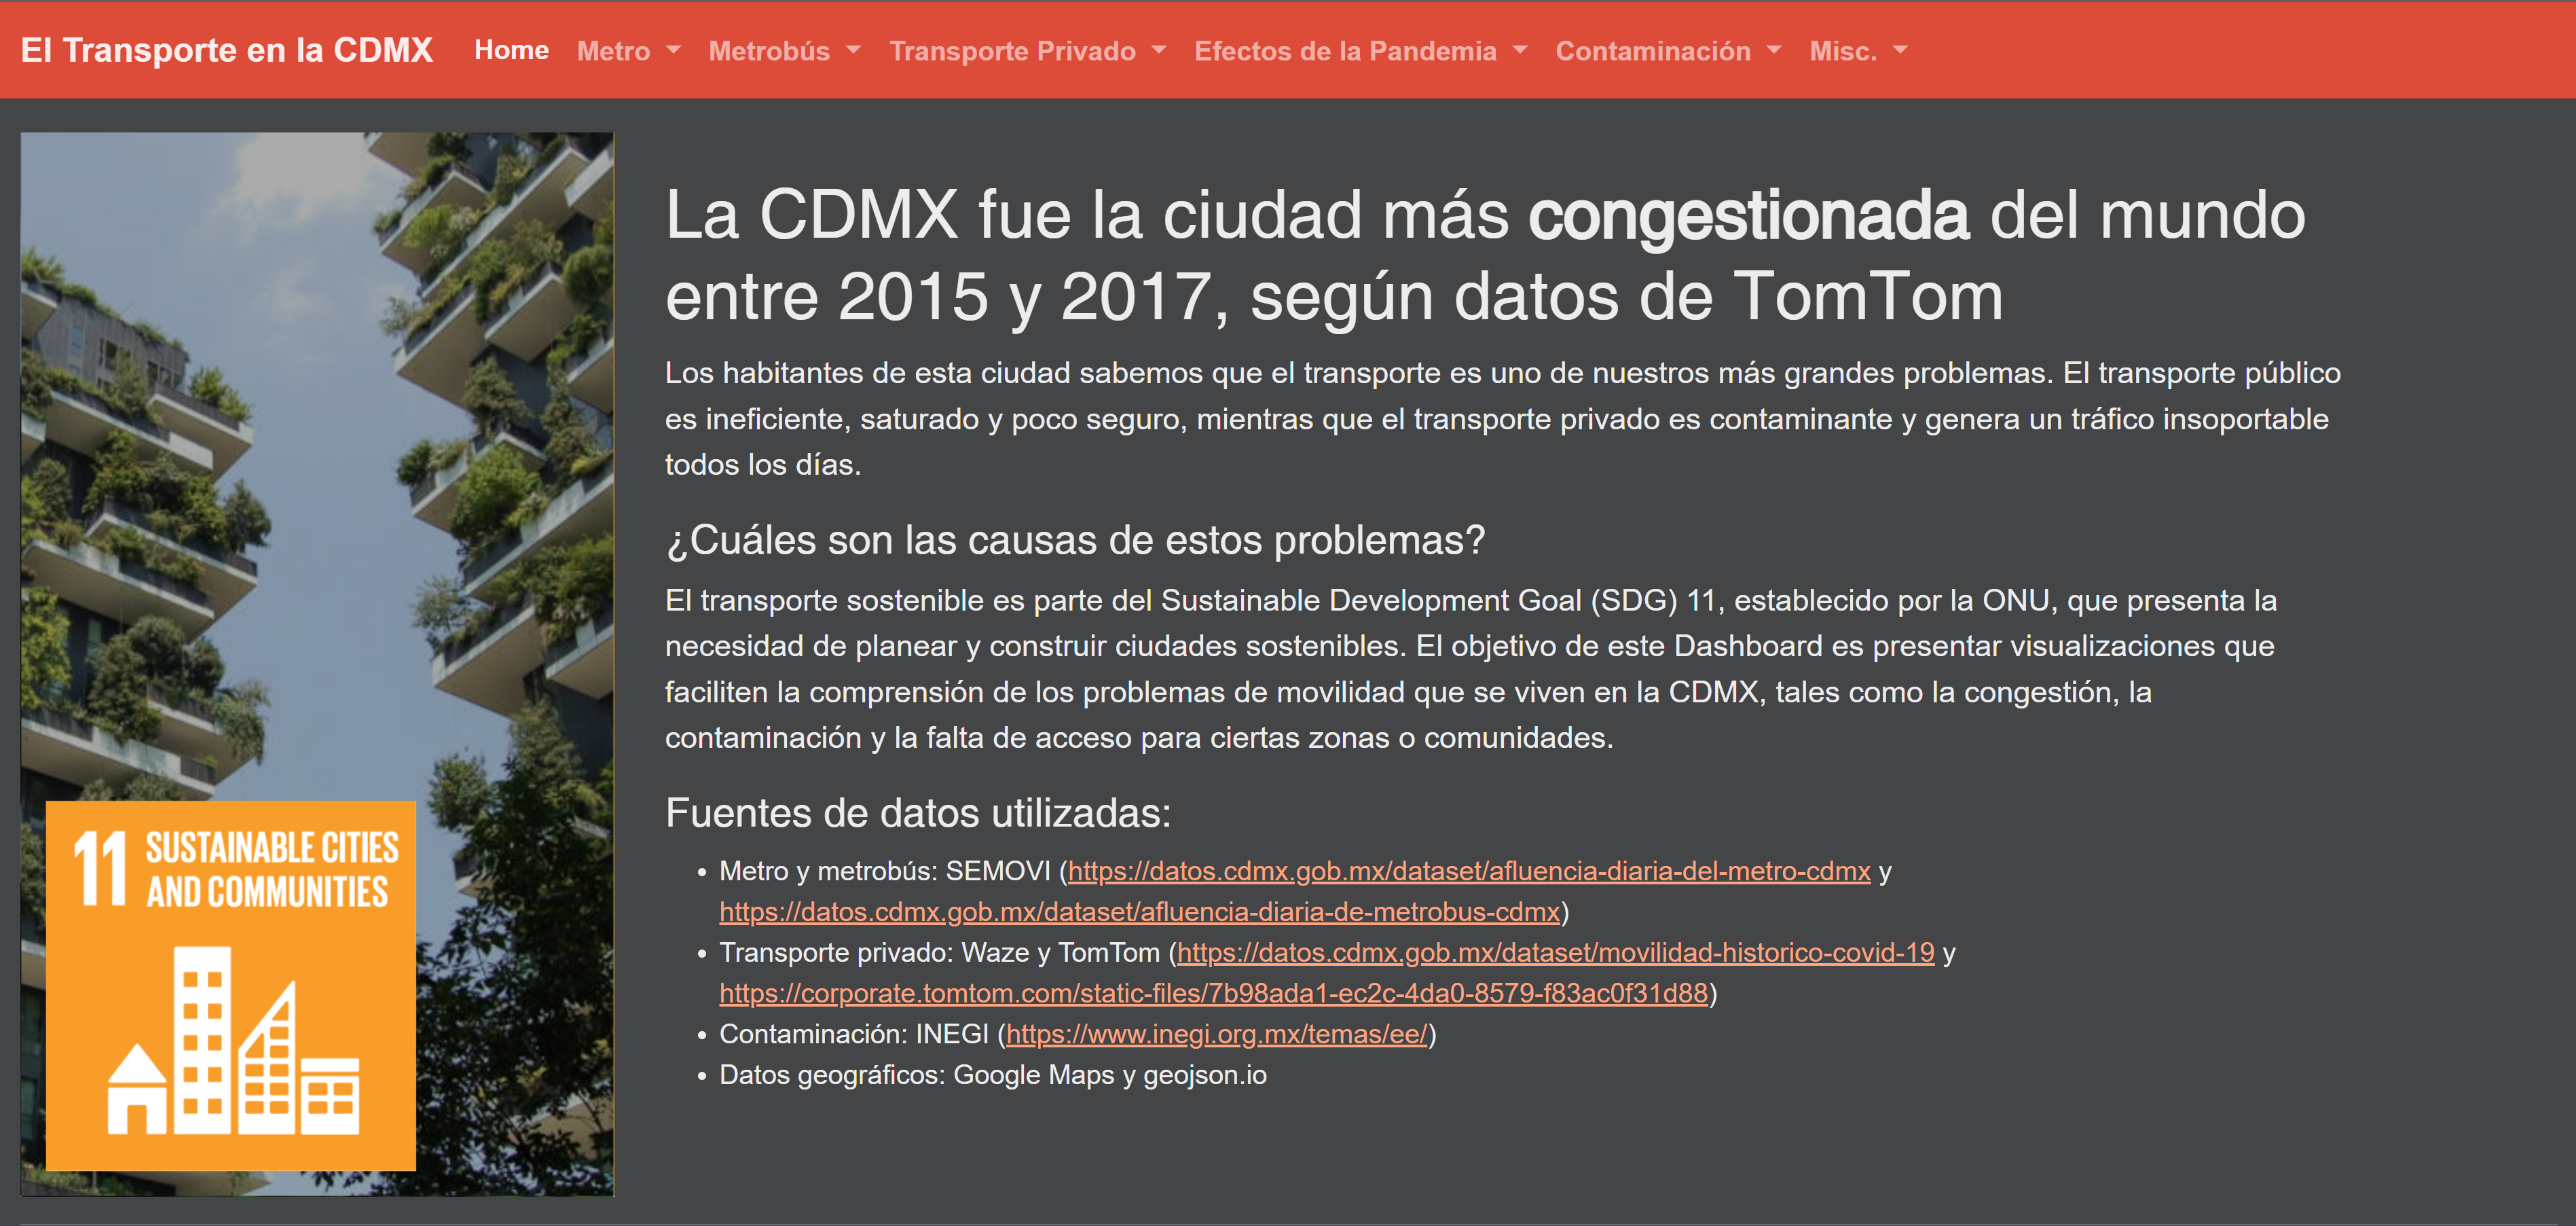 El Transporte en la CDMX Home Metro Metrobús Transporte Privado Efectos de la Pandemia Contaminación Misc.
La CDMX fue la ciudad más congestionada del mundo
entre 2015 y 2017, según datos de TomTom
Los habitantes de esta ciudad sabemos que el transporte es uno de nuestros más grandes problemas. El transporte público
es ineficiente, saturado y poco seguro, mientras que el transporte privado es contaminante y genera un tráfico insoportable
todos los días.
¿Cuáles son las causas de estos problemas?
El transporte sostenible es parte del Sustainable Development Goal (SDG) 11, establecido por la ONU, que presenta la
necesidad de planear y construir ciudades sostenibles. El objetivo de este Dashboard es presentar visualizaciones que
faciliten la comprensión de los problemas de movilidad que se viven en la CDMX, tales como la congestión, la
contaminación y la falta de acceso para ciertas zonas o comunidades.
Fuentes de datos utilizadas:
• Metro y metrobús: SEMOVI (https://datos.cdmx.gob.mx/dataset/afluencia-diaria-del-metro-cdmx y
https://datos.cdmx.gob.mx/dataset/afluencia-diaria-de-metrobus-cdmx)
• Transporte privado: Waze y TomTom (https://datos.cdmx.gob.mx/dataset/movilidad-historico-covid-19 y
https://corporate.tomtom.com/static-files/7b98ada1-ec2c-4da0-8579-f83ac0f31d88)
• Contaminación: INEGI (https://www.inegi.org.mx/temas/ee/)
• Datos geográficos: Google Maps y geojson.io
11 SUSTAINABLE CITIES
AND COMMUNITIES